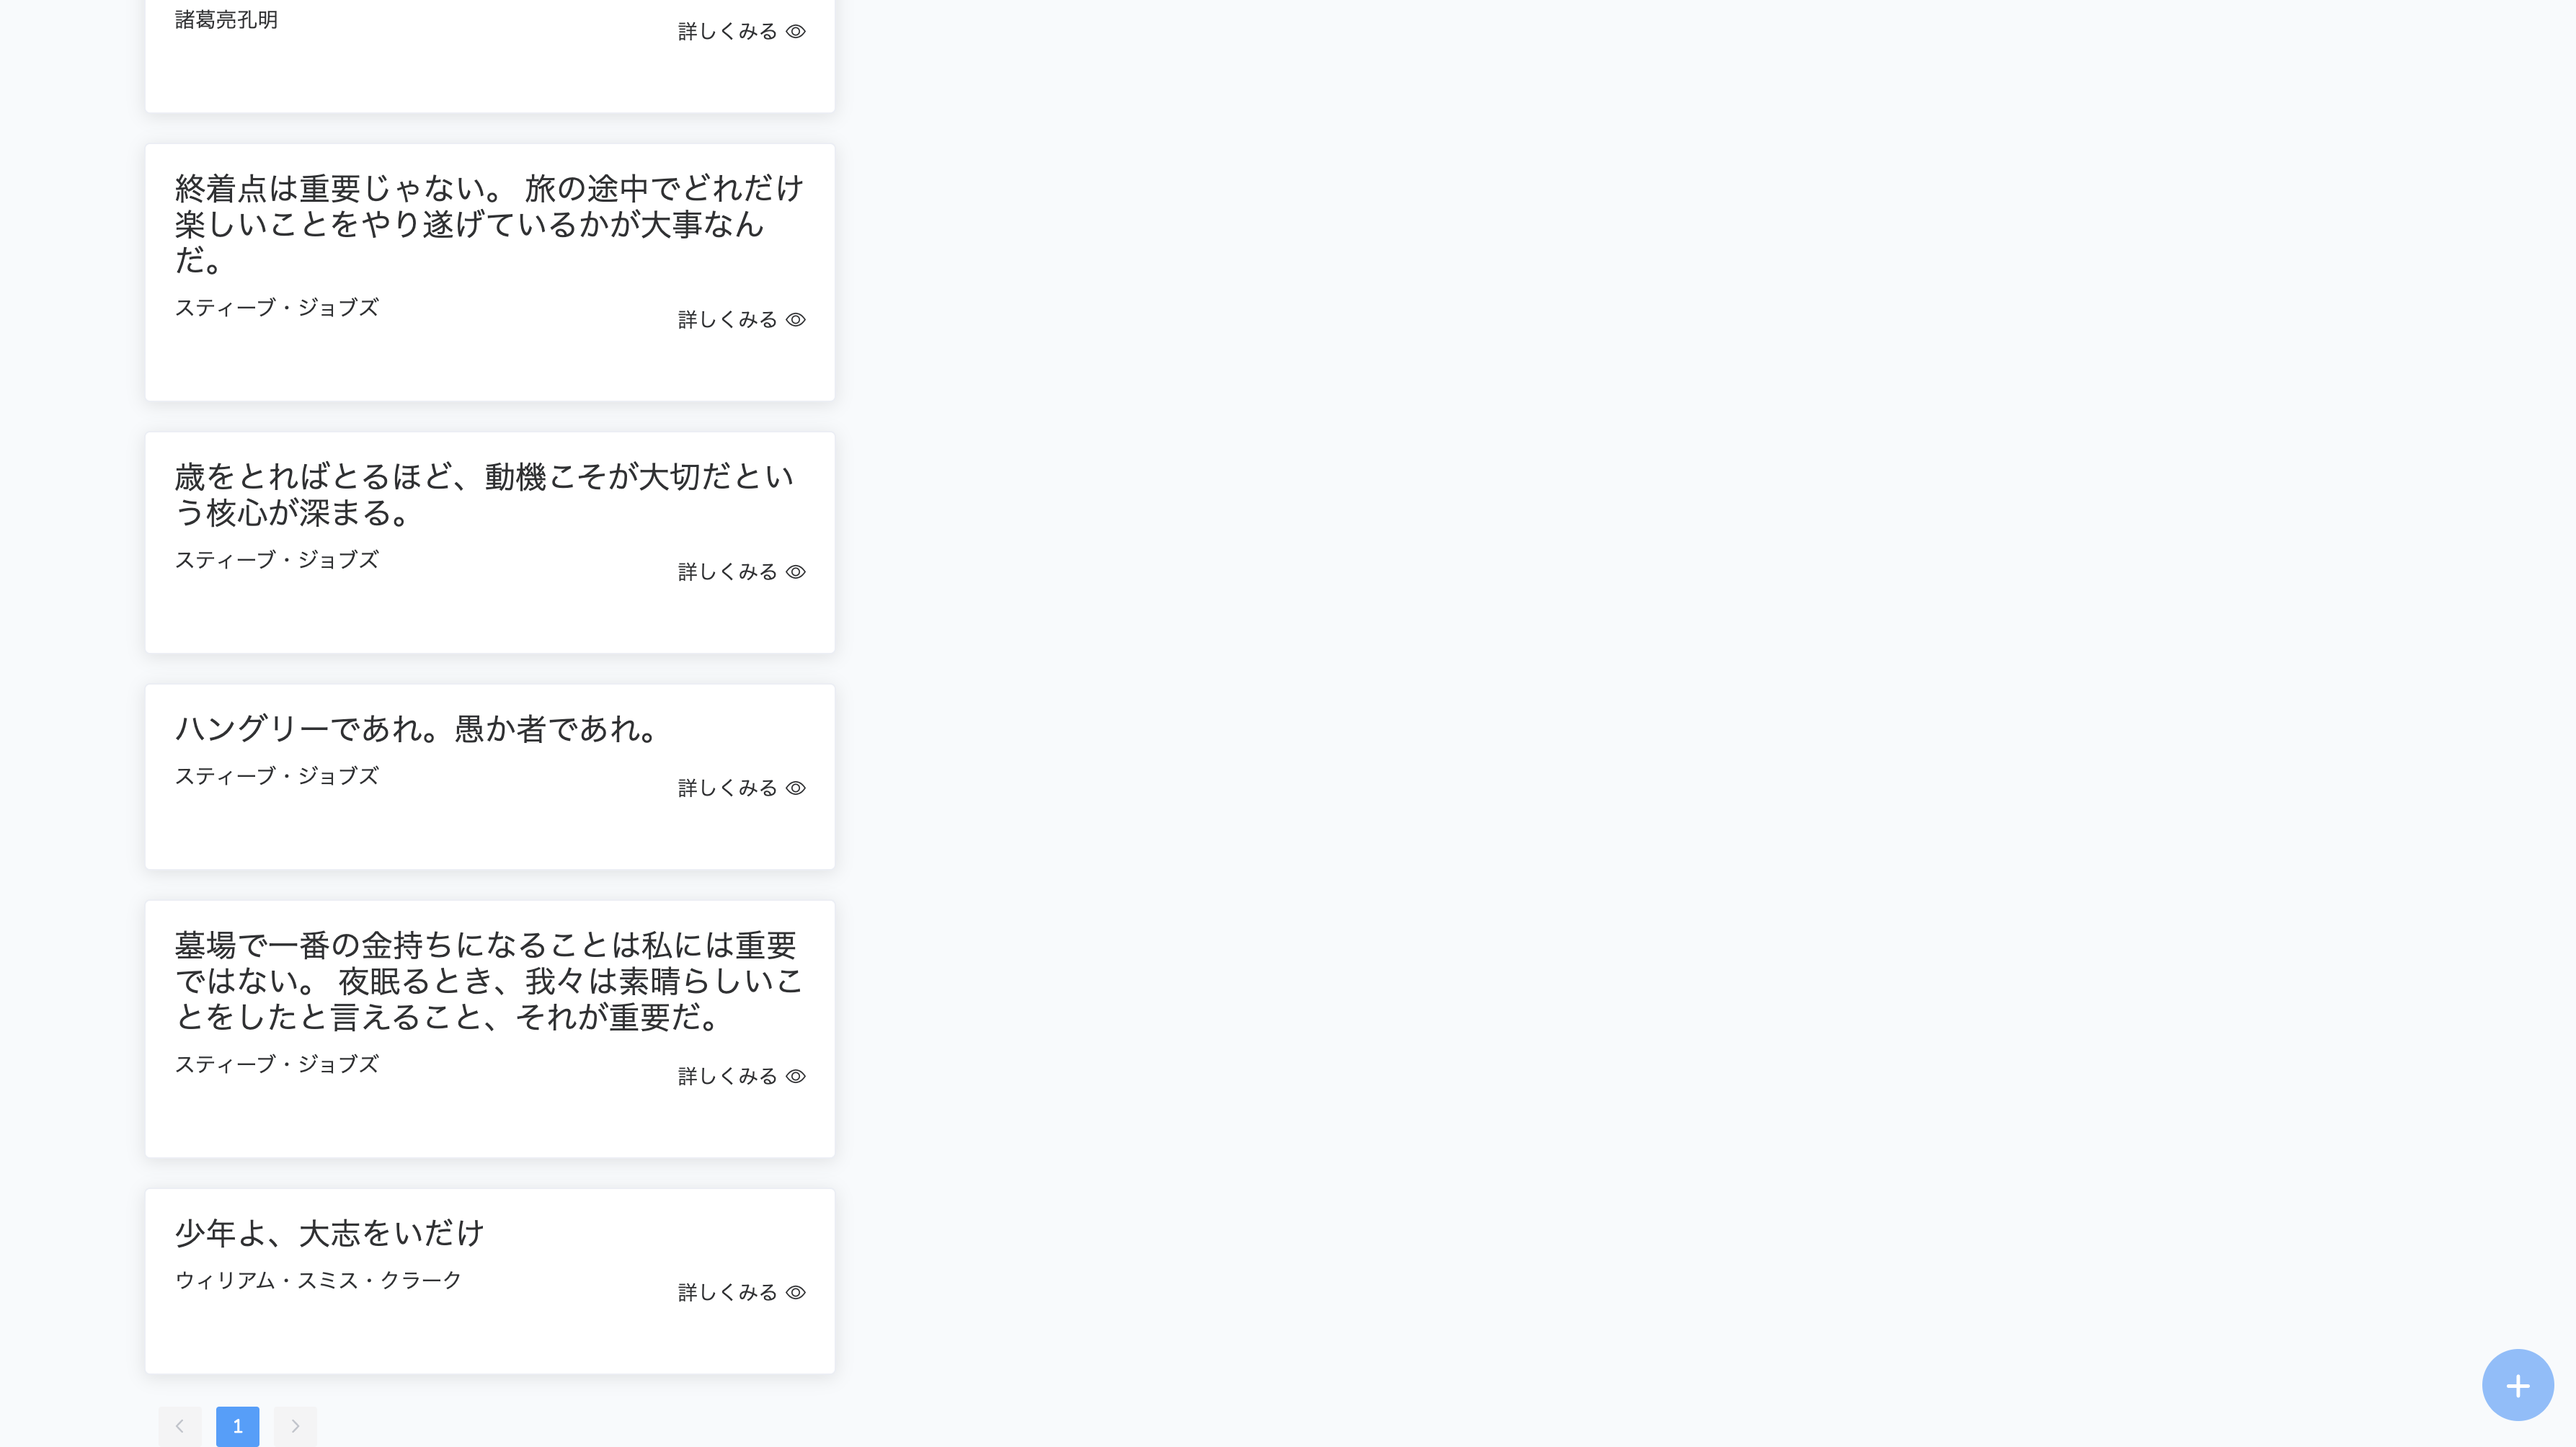 諸葛亮孔明
詳しくみる
終着点は重要じゃない。 旅の途中でどれだけ
楽しいことをやり遂げているかが大事なん
だ。
スティーブ・ジョブズ
詳しくみる
歳をとればとるほど、動機こそが大切だとい
う核心が深まる。
スティーブ・ジョブズ
詳しくみる
ハングリーであれ。愚か者であれ。
スティーブ・ジョブズ
詳しくみる
墓場で一番の金持ちになることは私には重要
ではない。 夜眠るとき、我々は素晴らしいこ
とをしたと言えること、それが重要だ。
スティーブ・ジョブズ
詳しくみる
少年よ、大志をいだけ
ウィリアム・スミス・クラーク
詳しくみる
1